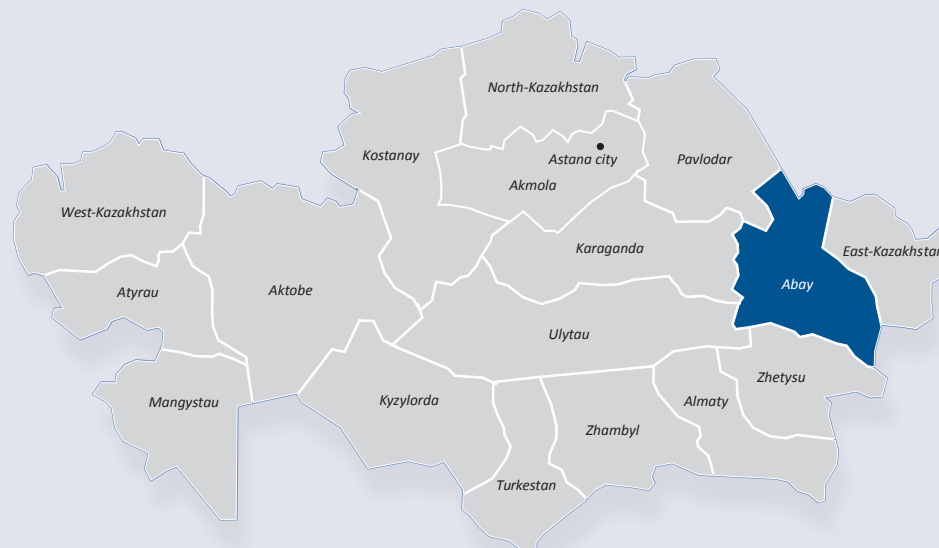 North-Kazakhstan
Kostanay
Astana city
Pavlodar
Akmola
West-Kazakhstan
Karaganda
East-Kazakhstan
Abay
Atyrau
Aktobe
Ulytau
Zhetysu
Mangystau
Kyzylorda
Almaty
Zhambyl
Turkestan